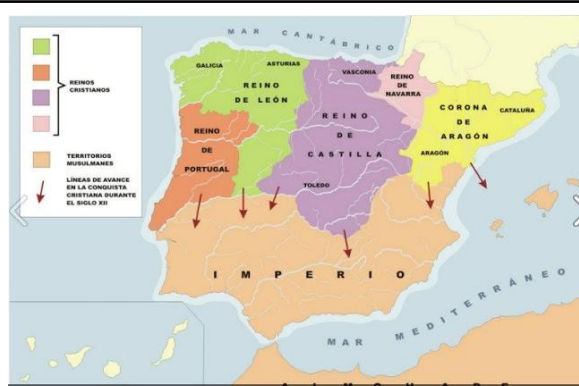 MAR CANTÁBRICO
REINOS
CRISTIANOS
TERRITORIOS
MUSULMANES
LÍNEAS DE AVANCE
EN LA CONQUISTA
CRISTIANA DURANTE
EL SIGLO XII
GALICIA
ASTURIAS
REINO
DE LEÓN
VASCONIA
REINO
DE
NAVARRA
CORONA
DE
ARAGÓN
CATALUÑA
ARAGÓN
REINO
DE
PORTUGAL
REINO
DE
CASTILLA
TOLEDO
IMPERIO
MAR MEDITERRÁNEO